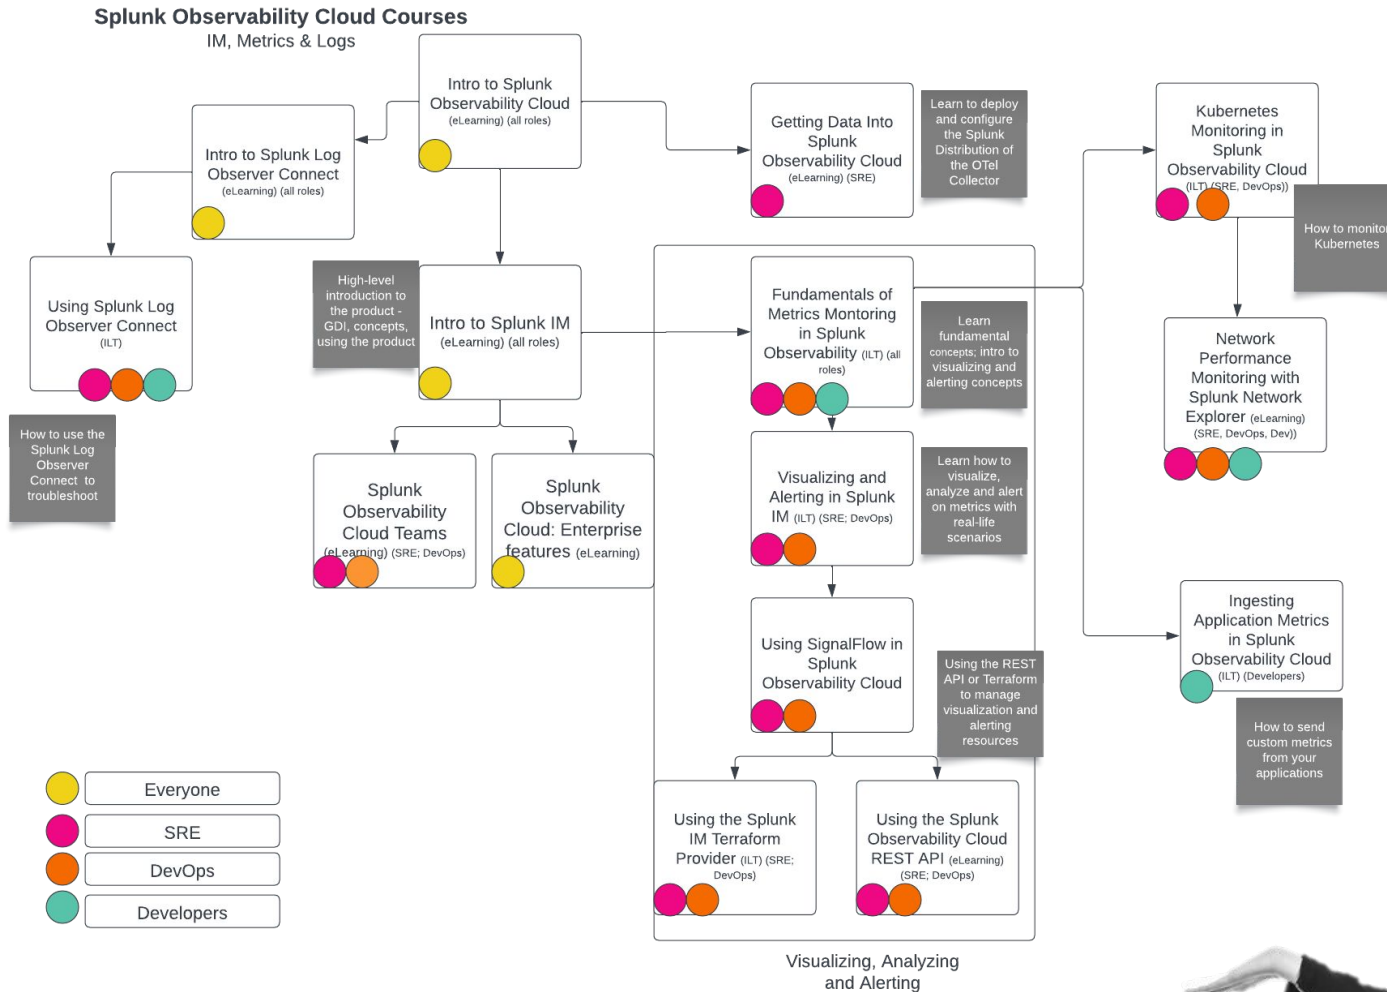 Splunk Observability Cloud Courses
IM, Metrics & Logs
Intro to Splunk
Observability Cloud
(eLearning) (all roles)
Intro to Splunk Log
Observer Connect
(eLearning) (all roles)
Using Splunk Log
Observer Connect
(ILT)
How to use the
Splunk Log
Observer
Connect to
troubleshoot
High-level
introduction to
the product -
GDI, concepts,
using the product
Intro to Splunk IM
(eLearning) (all roles)
Splunk
Observability
Cloud Teams
(eLearning) (SRE; DevOps)
Splunk
Observability
Cloud: Enterprise
features (eLearning)
Getting Data Into
Splunk
Observability Cloud
(eLearning) (SRE)
Learn to deploy
and configure
the Splunk
Distribution of
the OTel
Collector
Fundamentals of
Metrics Montoring
in Splunk
Observability (ILT) (all
roles)
Learn
fundamental
concepts; intro to
visualizing and
alerting concepts
Visualizing and
Alerting in Splunk
IM (ILT) (SRE; DevOps)
Learn how to
visualize,
analyze and alert
on metrics with
real-life
scenarios
Using SignalFlow in
Splunk
Observability Cloud
Using the REST
API or Terraform
to manage
visualization and
alerting
resources
Using the Splunk
IM Terraform
Provider (ILT) (SRE;
DevOps)
Using the Splunk
Observability Cloud
REST API (eLearning)
(SRE; DevOps)
Visualizing, Analyzing
and Alerting
Kubernetes
Monitoring in
Splunk
Observability Cloud
(ILT) (SRE, DevOps))
How to monitor
Kubernetes
Network
Performance
Monitoring with
Splunk Network
Explorer (eLearning)
(SRE, DevOps, Dev))
Ingesting
Application Metrics
in Splunk
Observability Cloud
(ILT) (Developers)
How to send
custom metrics
from your
applications
Everyone
SRE
DevOps
Developers